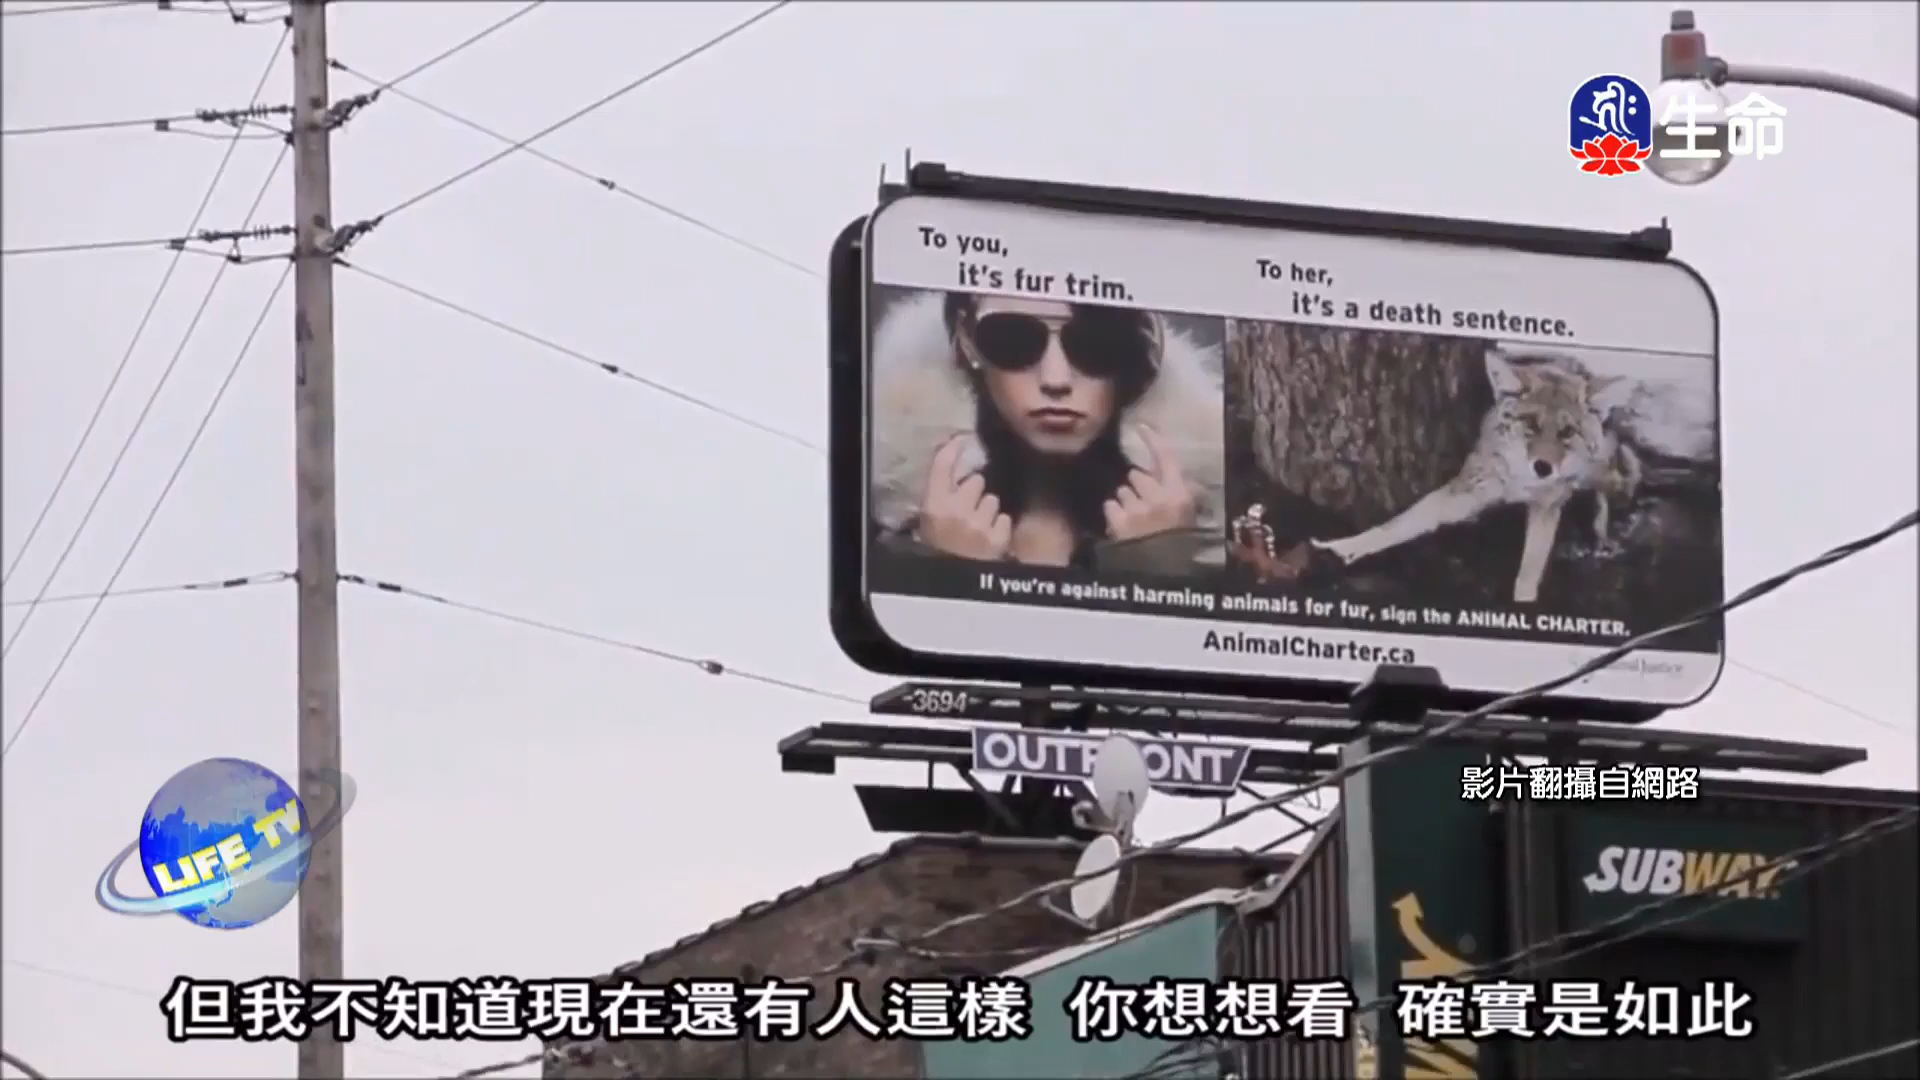 生命
To you,
it's fur trim.
To her,
it's a death sentence.
If you're against harming animals for fur, sign the ANIMAL CHARTER.
AnimalCharter.ca
3694
OUTFRONT
影片翻攝自網路
LIFE TV
SUBWAY
但我不知道現在還有人這樣 你想想看 確實是如此